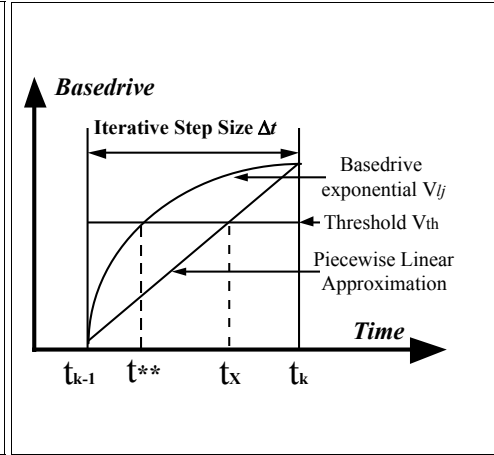 Basedrive
Iterative Step Size Δt
Basedrive
exponential Vlj
Threshold Vth
Piecewise Linear
Approximation
Time
tk-1 t** tX tk